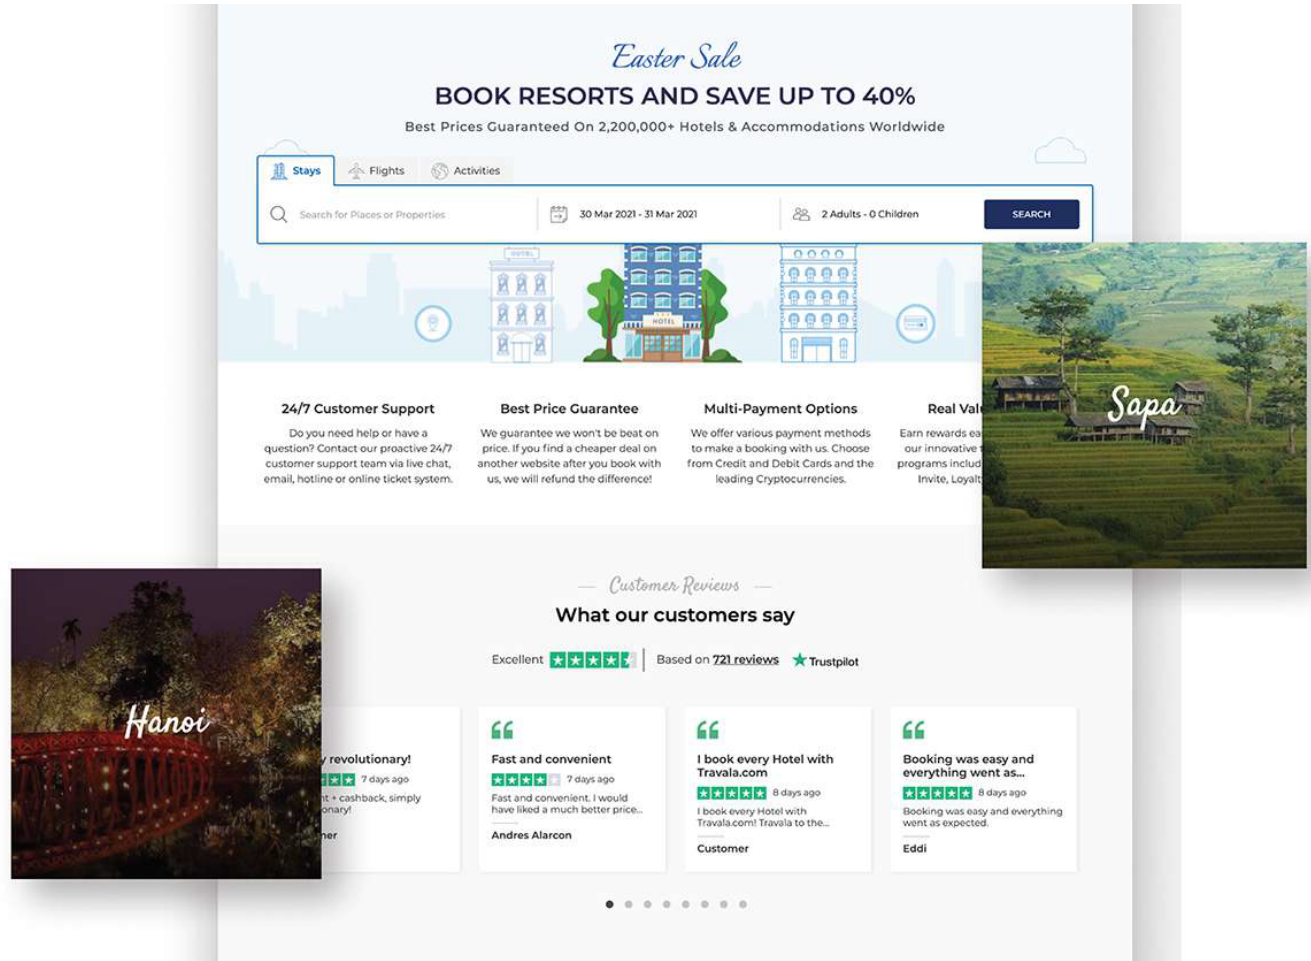 Easter Sale
BOOK RESORTS AND SAVE UP TO 40%
Best Prices Guaranteed On 2,200,000+ Hotels & Accommodations Worldwide
Stays
Flights
Activities
Search for Places or Properties
30 Mar 2021 - 31 Mar 2021
2 Adults - 0 Children
SEARCH
HOTEL
HOTEL
24/7 Customer Support
Do you need help or have a
question? Contact our proactive 24/7
customer support team via live chat,
email, hotline or online ticket system.
Best Price Guarantee
We guarantee we won't be beat on
price. If you find a cheaper deal on
another website after you book with
us, we will refund the difference!
Multi-Payment Options
We offer various payment methods
to make a booking with us. Choose
from Credit and Debit Cards and the
leading Cryptocurrencies.
Real
Earn rewards
our innovative
programs
Invite,
Sapa
Customer Reviews
What our customers say
Excellent
Based on 721 reviews
Trustpilot
Hanoi
revolutionary!
7 days ago
+ cashback, simply
Fast and convenient
7 days ago
Fast and convenient. I would
have liked a much better price...
Andres Alarcon
I book every Hotel with
Travala.com
8 days ago
I book every Hotel with
Travala.com! Travala to the...
Customer
Booking was easy and
everything went as...
8 days ago
Booking was easy and everything
went as expected.
Eddi